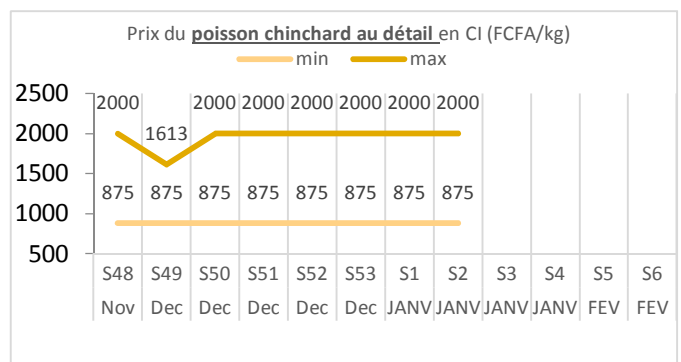 Prix du poisson chinchard au détail en CI (FCFA/kg)
min max
2500
2000 2000 2000 2000 2000 2000 2000
2000
1613
1500
875 875 875 875 875 875 875 875
1000
500
S48 S49 S50 S51 S52 S53 S1 S2 S3 S4 S5 S6
Nov Dec Dec Dec Dec Dec JANV JANV JANV JANV FEV FEV